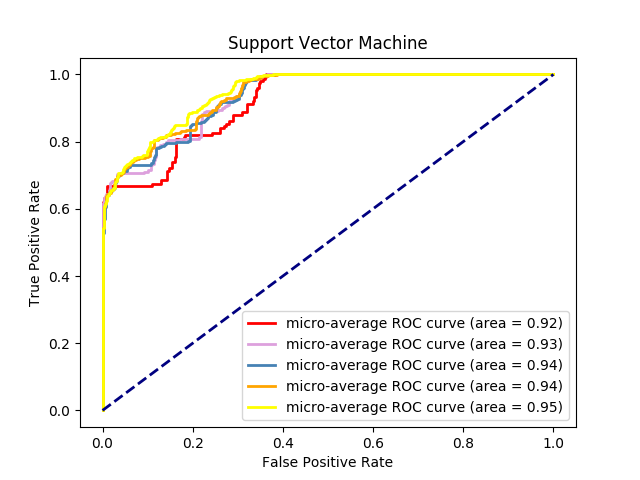 Support Vector Machine
True Positive Rate
1.0
0.8
0.6
0.4
0.2
0.0
micro-average ROC curve (area = 0.92)
micro-average ROC curve (area = 0.93)
micro-average ROC curve (area = 0.94)
micro-average ROC curve (area = 0.94)
micro-average ROC curve (area = 0.95)
0.0 0.2 0.4 0.6 0.8 1.0
False Positive Rate